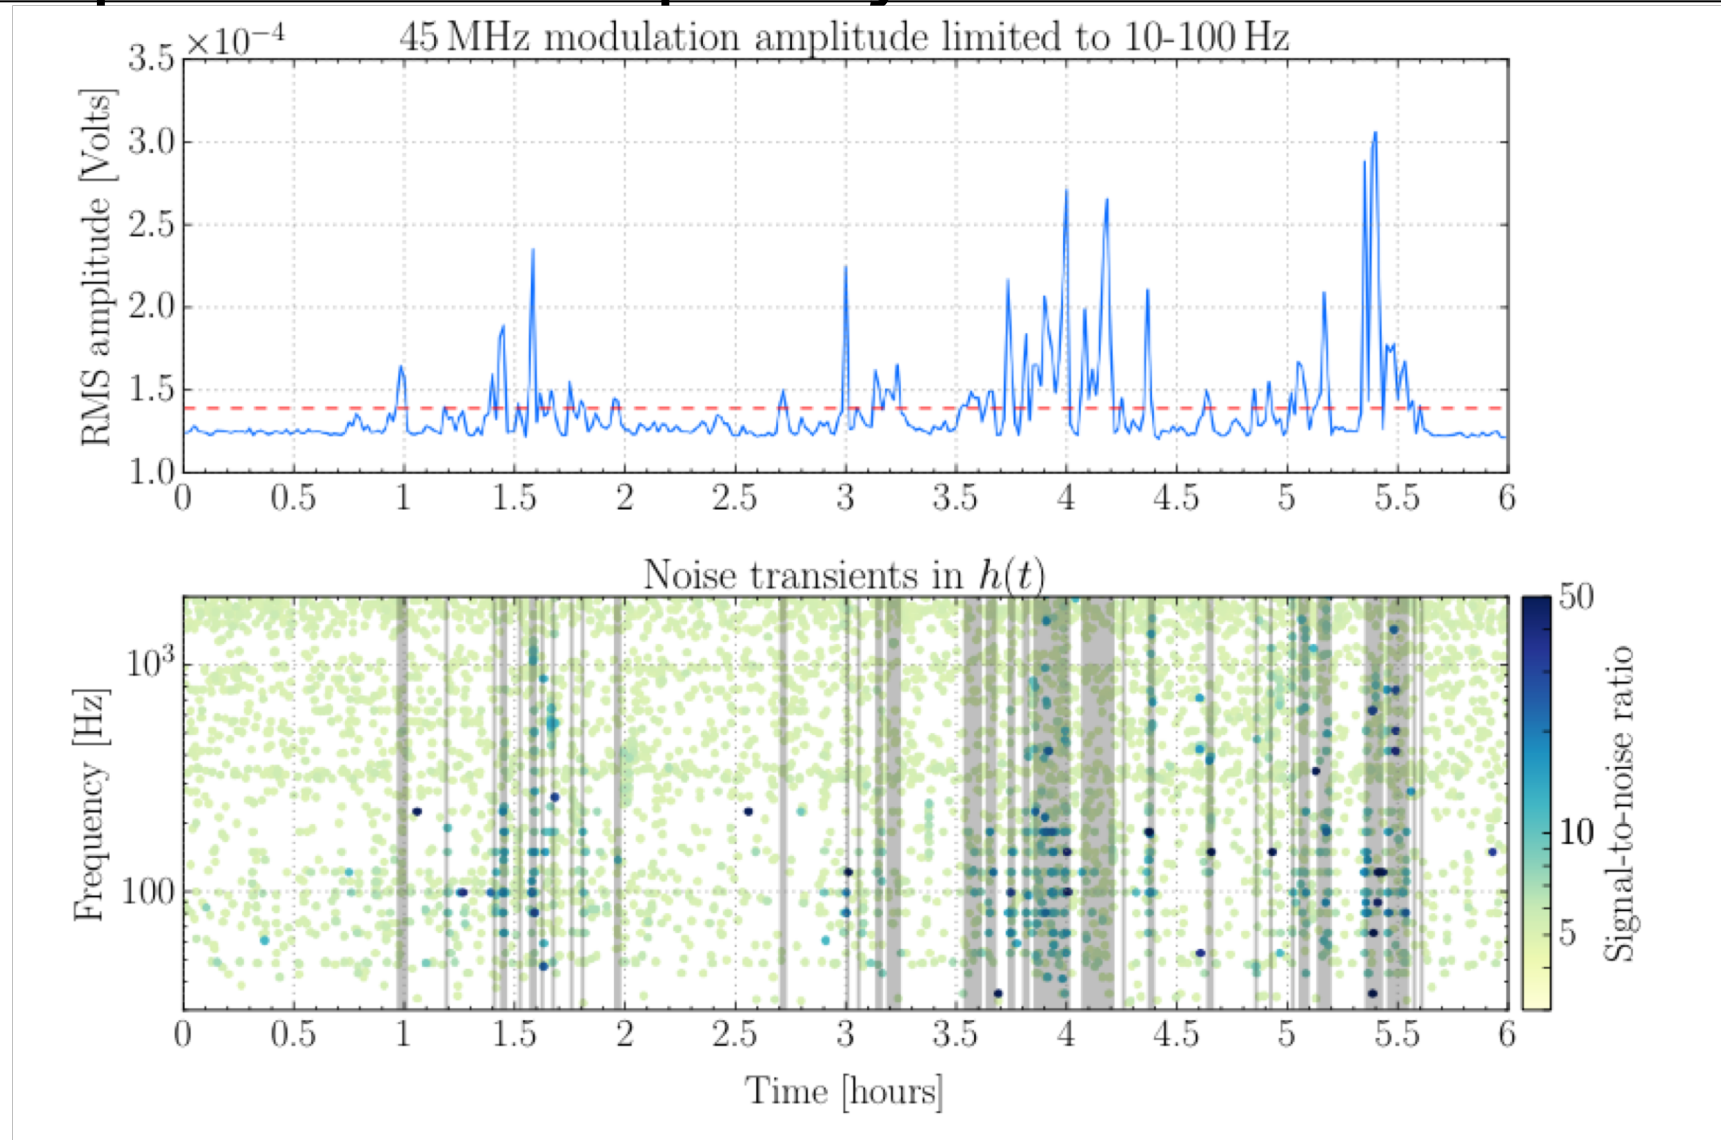 45 MHz modulation amplitude limited to 10-100 Hz
×10⁻⁴
3.5
3.0
2.5
2.0
1.5
1.0
RMS amplitude [Volts]
0 0.5 1 1.5 2 2.5 3 3.5 4 4.5 5 5.5 6
Noise transients in h(t)
10³
100
Frequency [Hz]
0 0.5 1 1.5 2 2.5 3 3.5 4 4.5 5 5.5 6
Time [hours]
50
10
5
Signal-to-noise ratio